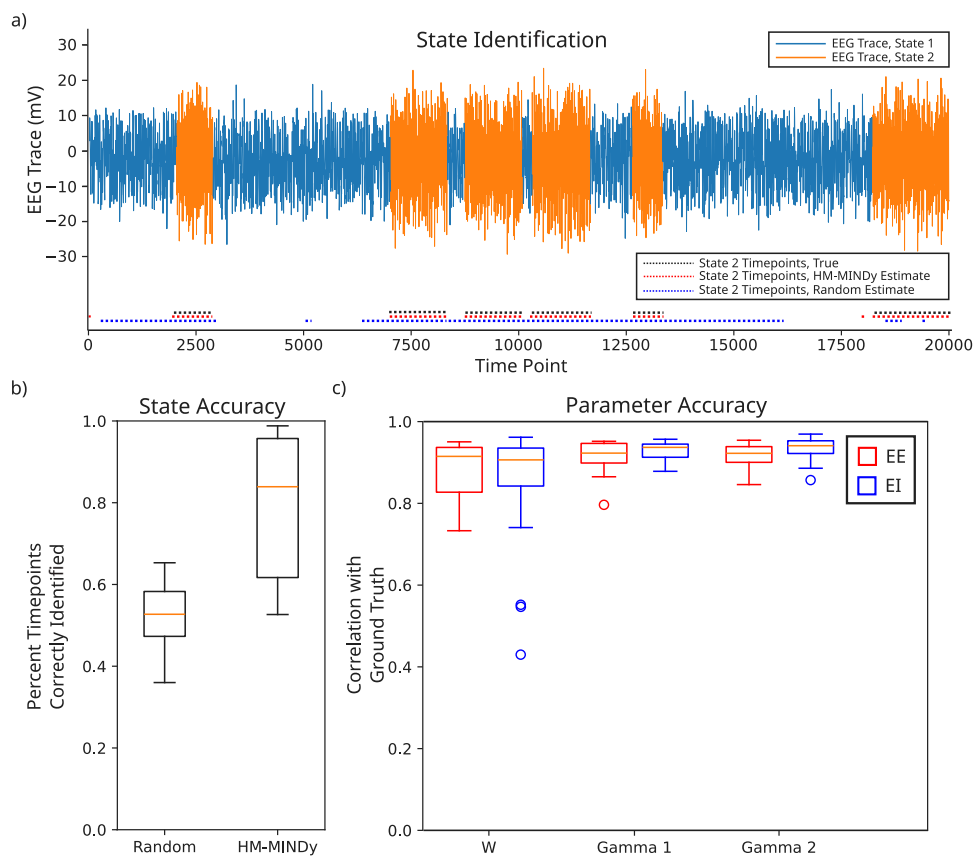 a)
State Identification
EEG Trace, State 1
EEG Trace, State 2
EEG Trace (mV)
30
20
10
0
−10
−20
−30
State 2 Timepoints, True
State 2 Timepoints, HM-MINDy Estimate
State 2 Timepoints, Random Estimate
0
2500
5000
7500
10000
12500
15000
17500
20000
Time Point
b)
State Accuracy
Percent Timepoints
Correctly Identified
1.0
0.8
0.6
0.4
0.2
0.0
Random
HM-MINDy
c)
Parameter Accuracy
Correlation with
Ground Truth
1.0
0.8
0.6
0.4
0.2
0.0
EE
EI
W
Gamma 1
Gamma 2